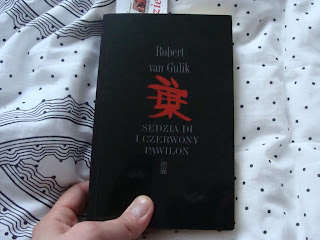 Robert
van Gulik
SĘDZIA DI
I CZERWONY
PAWILON